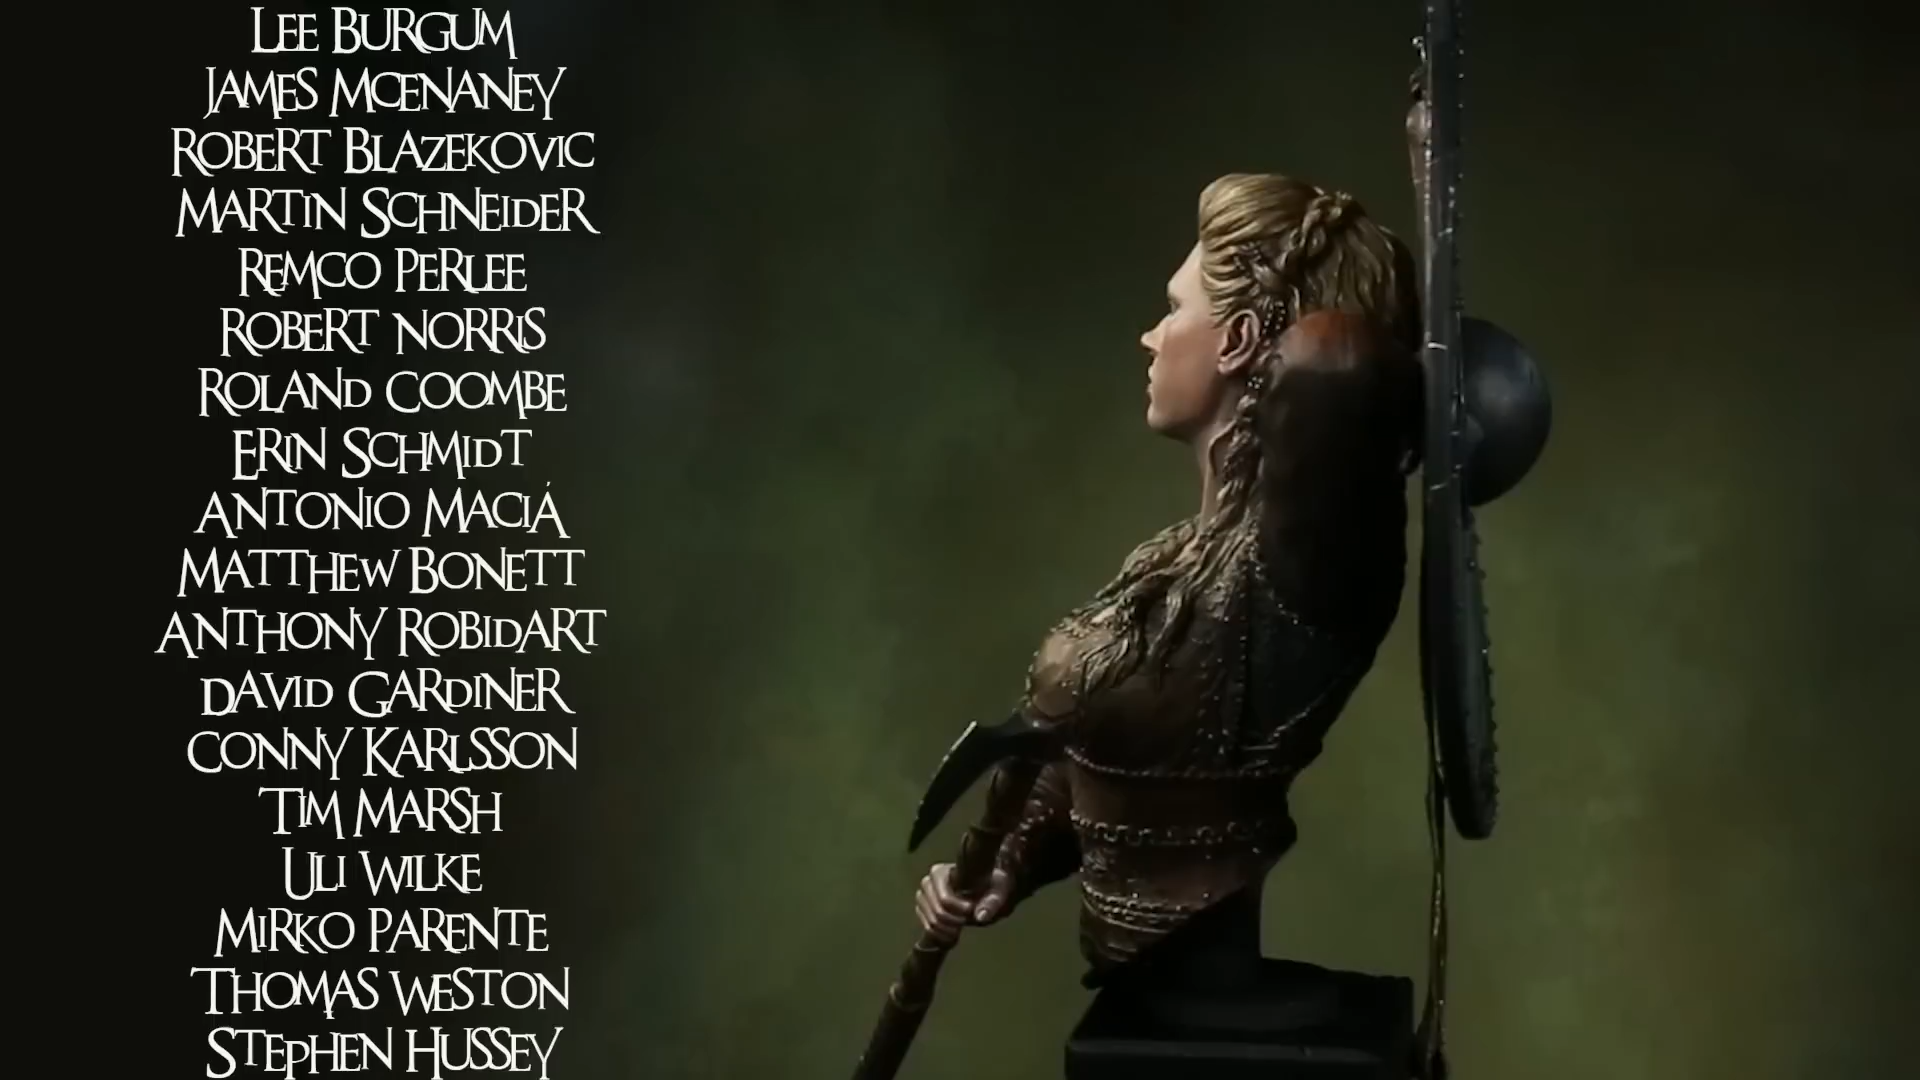 Lee Burgum
James McEnaney
Robert Blazekovic
Martin Schneider
Remco Perlee
Robert Norris
Roland Coombe
Erin Schmidt
Antonio Maciá
Matthew Bonett
Anthony Robidart
David Gardiner
Conny Karlsson
Tim Marsh
Uli Wilke
Mirko Parente
Thomas Weston
Stephen Hussey